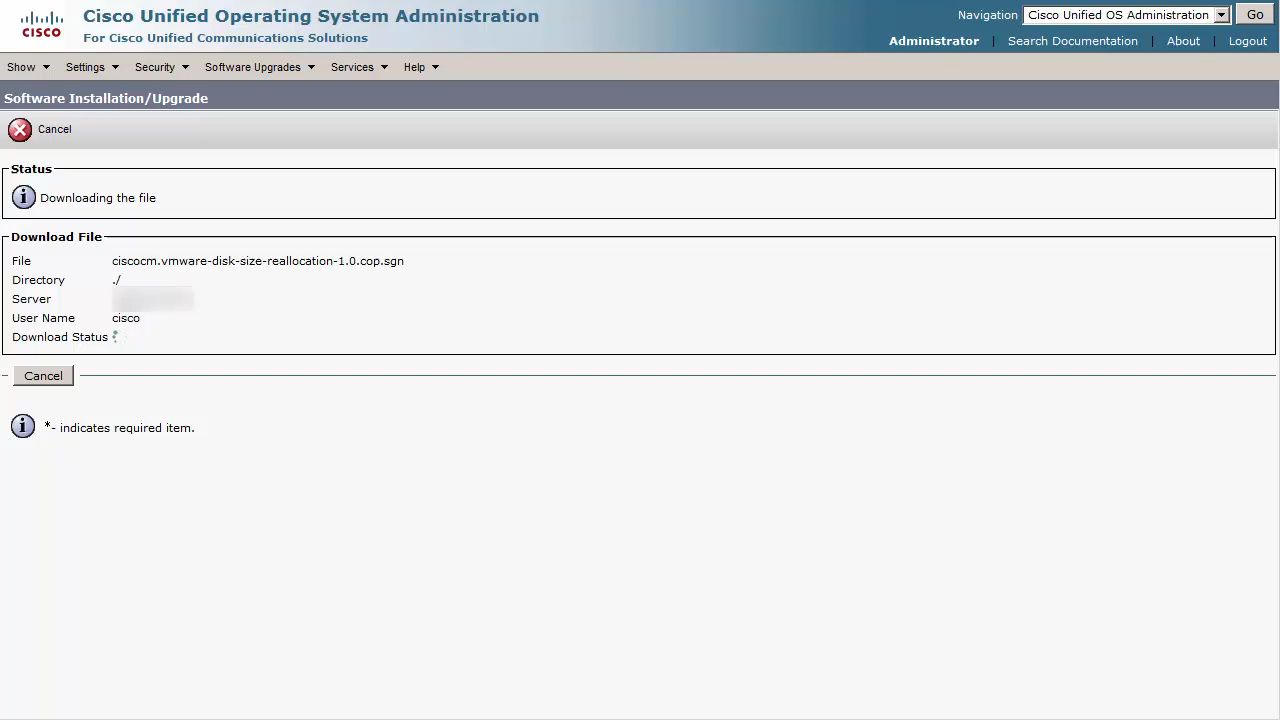 Cisco Unified Operating System Administration
For Cisco Unified Communications Solutions
CISCO
Navigation Cisco Unified OS Administration Go
Administrator | Search Documentation | About | Logout
Show Settings Security Software Upgrades Services Help
Software Installation/Upgrade
Cancel
Status
Downloading the file
Download File
File ciscocm.vmware-disk-size-reallocation-1.0.cop.sgn
Directory ./
Server
User Name cisco
Download Status
Cancel
*- indicates required item.